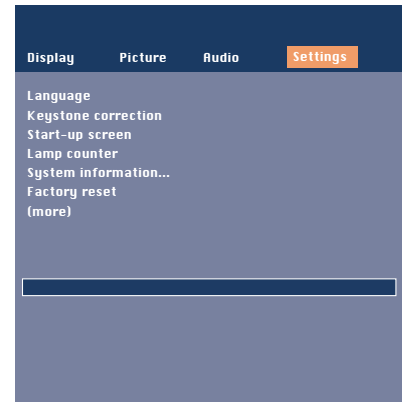 Display Picture Audio Settings
Language
Keystone correction
Start-up screen
Lamp counter
System information...
Factory reset
(more)